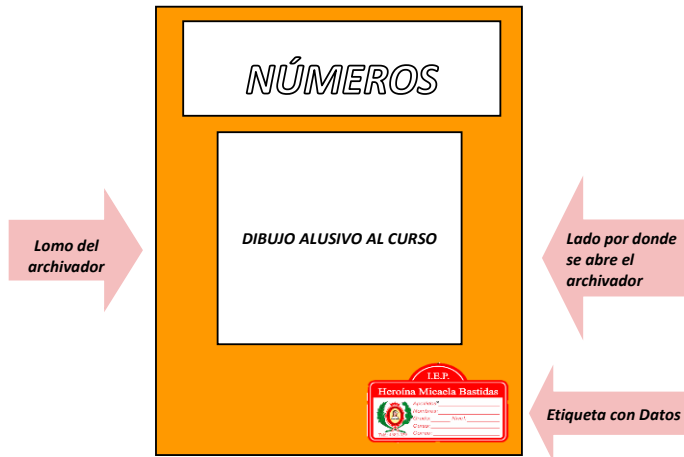 NÚMEROS
DIBUJO ALUSIVO AL CURSO
Lomo del
archivador
Lado por donde
se abre el
archivador
I.E.P.
Heroína Micaela Bastidas
Apellidos:
Nombres:
Grado: Nivel:
Curso:
Etiqueta con Datos